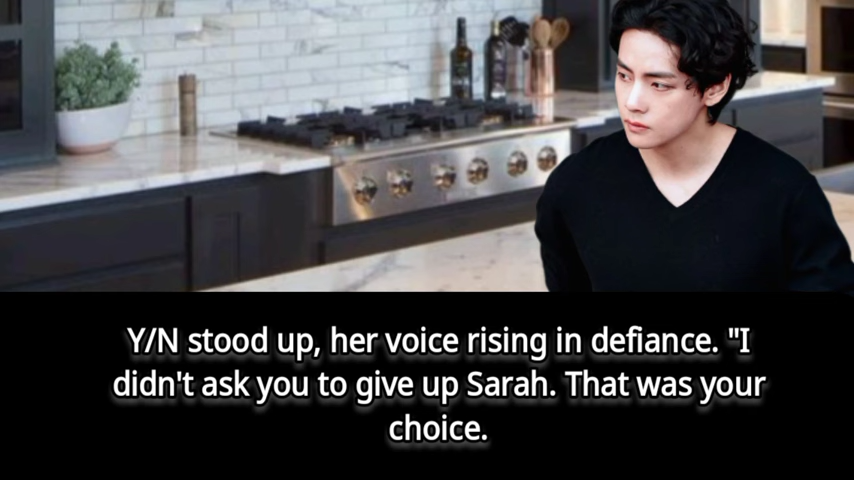 Y/N stood up, her voice rising in defiance. "I
didn't ask you to give up Sarah. That was your
choice.